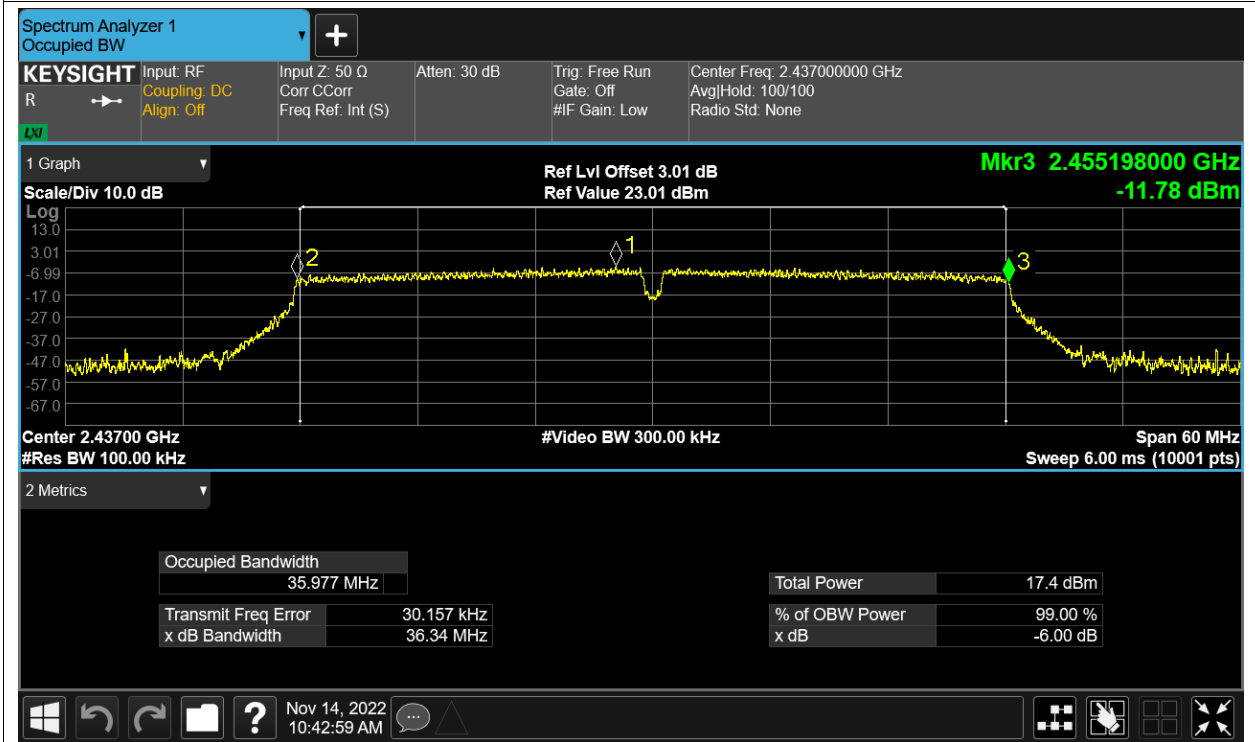 Spectrum Analyzer 1
Occupied BW
KEYSIGHT
R
LXI
Input: RF
Coupling: DC
Align: Off
Input Z: 50 Ω
Corr CCorr
Freq Ref: Int (S)
Atten: 30 dB
Trig: Free Run
Gate: Off
#IF Gain: Low
Center Freq: 2.437000000 GHz
Avg|Hold: 100/100
Radio Std: None
1 Graph
Scale/Div 10.0 dB
Ref Lvl Offset 3.01 dB
Ref Value 23.01 dBm
Mkr3 2.455198000 GHz
-11.78 dBm
Log
13.0
3.01
-6.99
-17.0
-27.0
-37.0
-47.0
-57.0
-67.0
2
1
3
Center 2.43700 GHz
#Res BW 100.00 kHz
#Video BW 300.00 kHz
Span 60 MHz
Sweep 6.00 ms (10001 pts)
2 Metrics
Occupied Bandwidth
35.977 MHz
Transmit Freq Error 30.157 kHz
x dB Bandwidth 36.34 MHz
Total Power 17.4 dBm
% of OBW Power 99.00 %
x dB -6.00 dB
?
Nov 14, 2022
10:42:59 AM